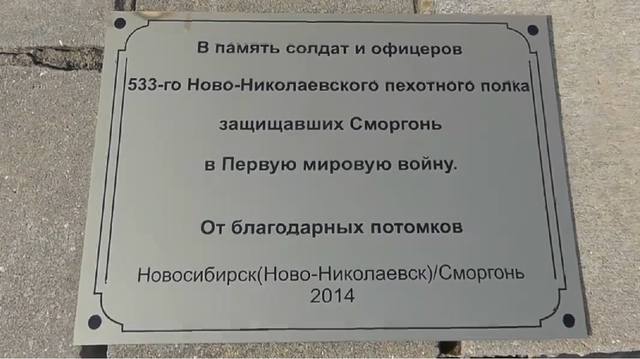 В память солдат и офицеров
533-го Ново-Николаевского пехотного полка
защищавших Сморгонь
в Первую мировую войну.
От благодарных потомков
Новосибирск(Ново-Николаевск)/Сморгонь
2014